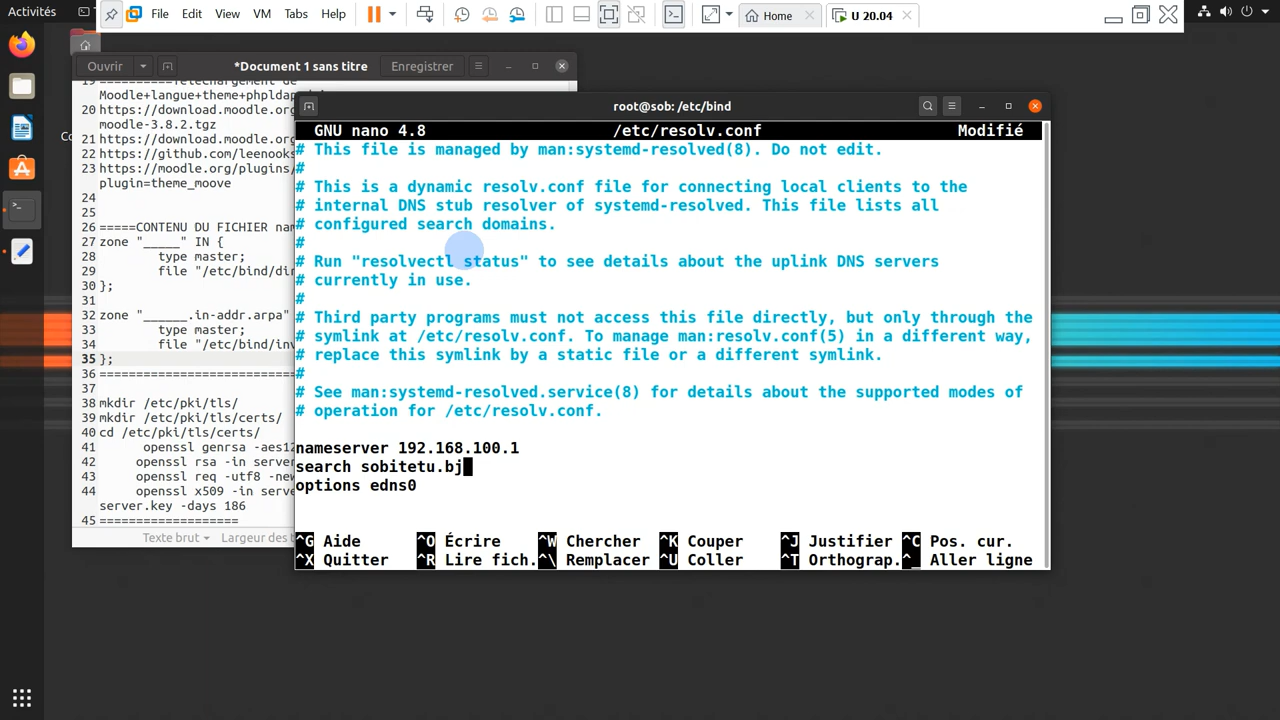 Activités
File Edit View VM Tabs Help
Home
U 20.04
Ouvrir
*Document 1 sans titre
Enregistrer
Moodle+langue+theme+phpldap
20 https://download.moodle.org
moodle-3.8.2.tgz
21 https://download.moodle.org
22 https://github.com/leenooks
23 https://moodle.org/plugins/
plugin=theme_moove
24
25
26 =====CONTENU DU FICHIER nam
27 zone "_____" IN {
28 type master;
29 file "/etc/bind/dir
30 };
31
32 zone "______.in-addr.arpa"
33 type master;
34 file "/etc/bind/inv
35 };
36 ============================
37
38 mkdir /etc/pki/tls/
39 mkdir /etc/pki/tls/certs/
40 cd /etc/pki/tls/certs/
41 openssl genrsa -aes12
42 openssl rsa -in server
43 openssl req -utf8 -new
44 openssl x509 -in serve
server.key -days 186
45 ===================
Texte brut
Largeur des
root@sob: /etc/bind
GNU nano 4.8 /etc/resolv.conf Modifié
# This file is managed by man:systemd-resolved(8). Do not edit.
#
# This is a dynamic resolv.conf file for connecting local clients to the
# internal DNS stub resolver of systemd-resolved. This file lists all
# configured search domains.
#
# Run "resolvectl status" to see details about the uplink DNS servers
# currently in use.
#
# Third party programs must not access this file directly, but only through the
# symlink at /etc/resolv.conf. To manage man:resolv.conf(5) in a different way,
# replace this symlink by a static file or a different symlink.
#
# See man:systemd-resolved.service(8) for details about the supported modes of
# operation for /etc/resolv.conf.
nameserver 192.168.100.1
search sobitetu.bj
options edns0
^G Aide ^O Écrire ^W Chercher ^K Couper ^J Justifier ^C Pos. cur.
^X Quitter ^R Lire fich. ^\ Remplacer ^U Coller ^T Orthograp. ^_ Aller ligne